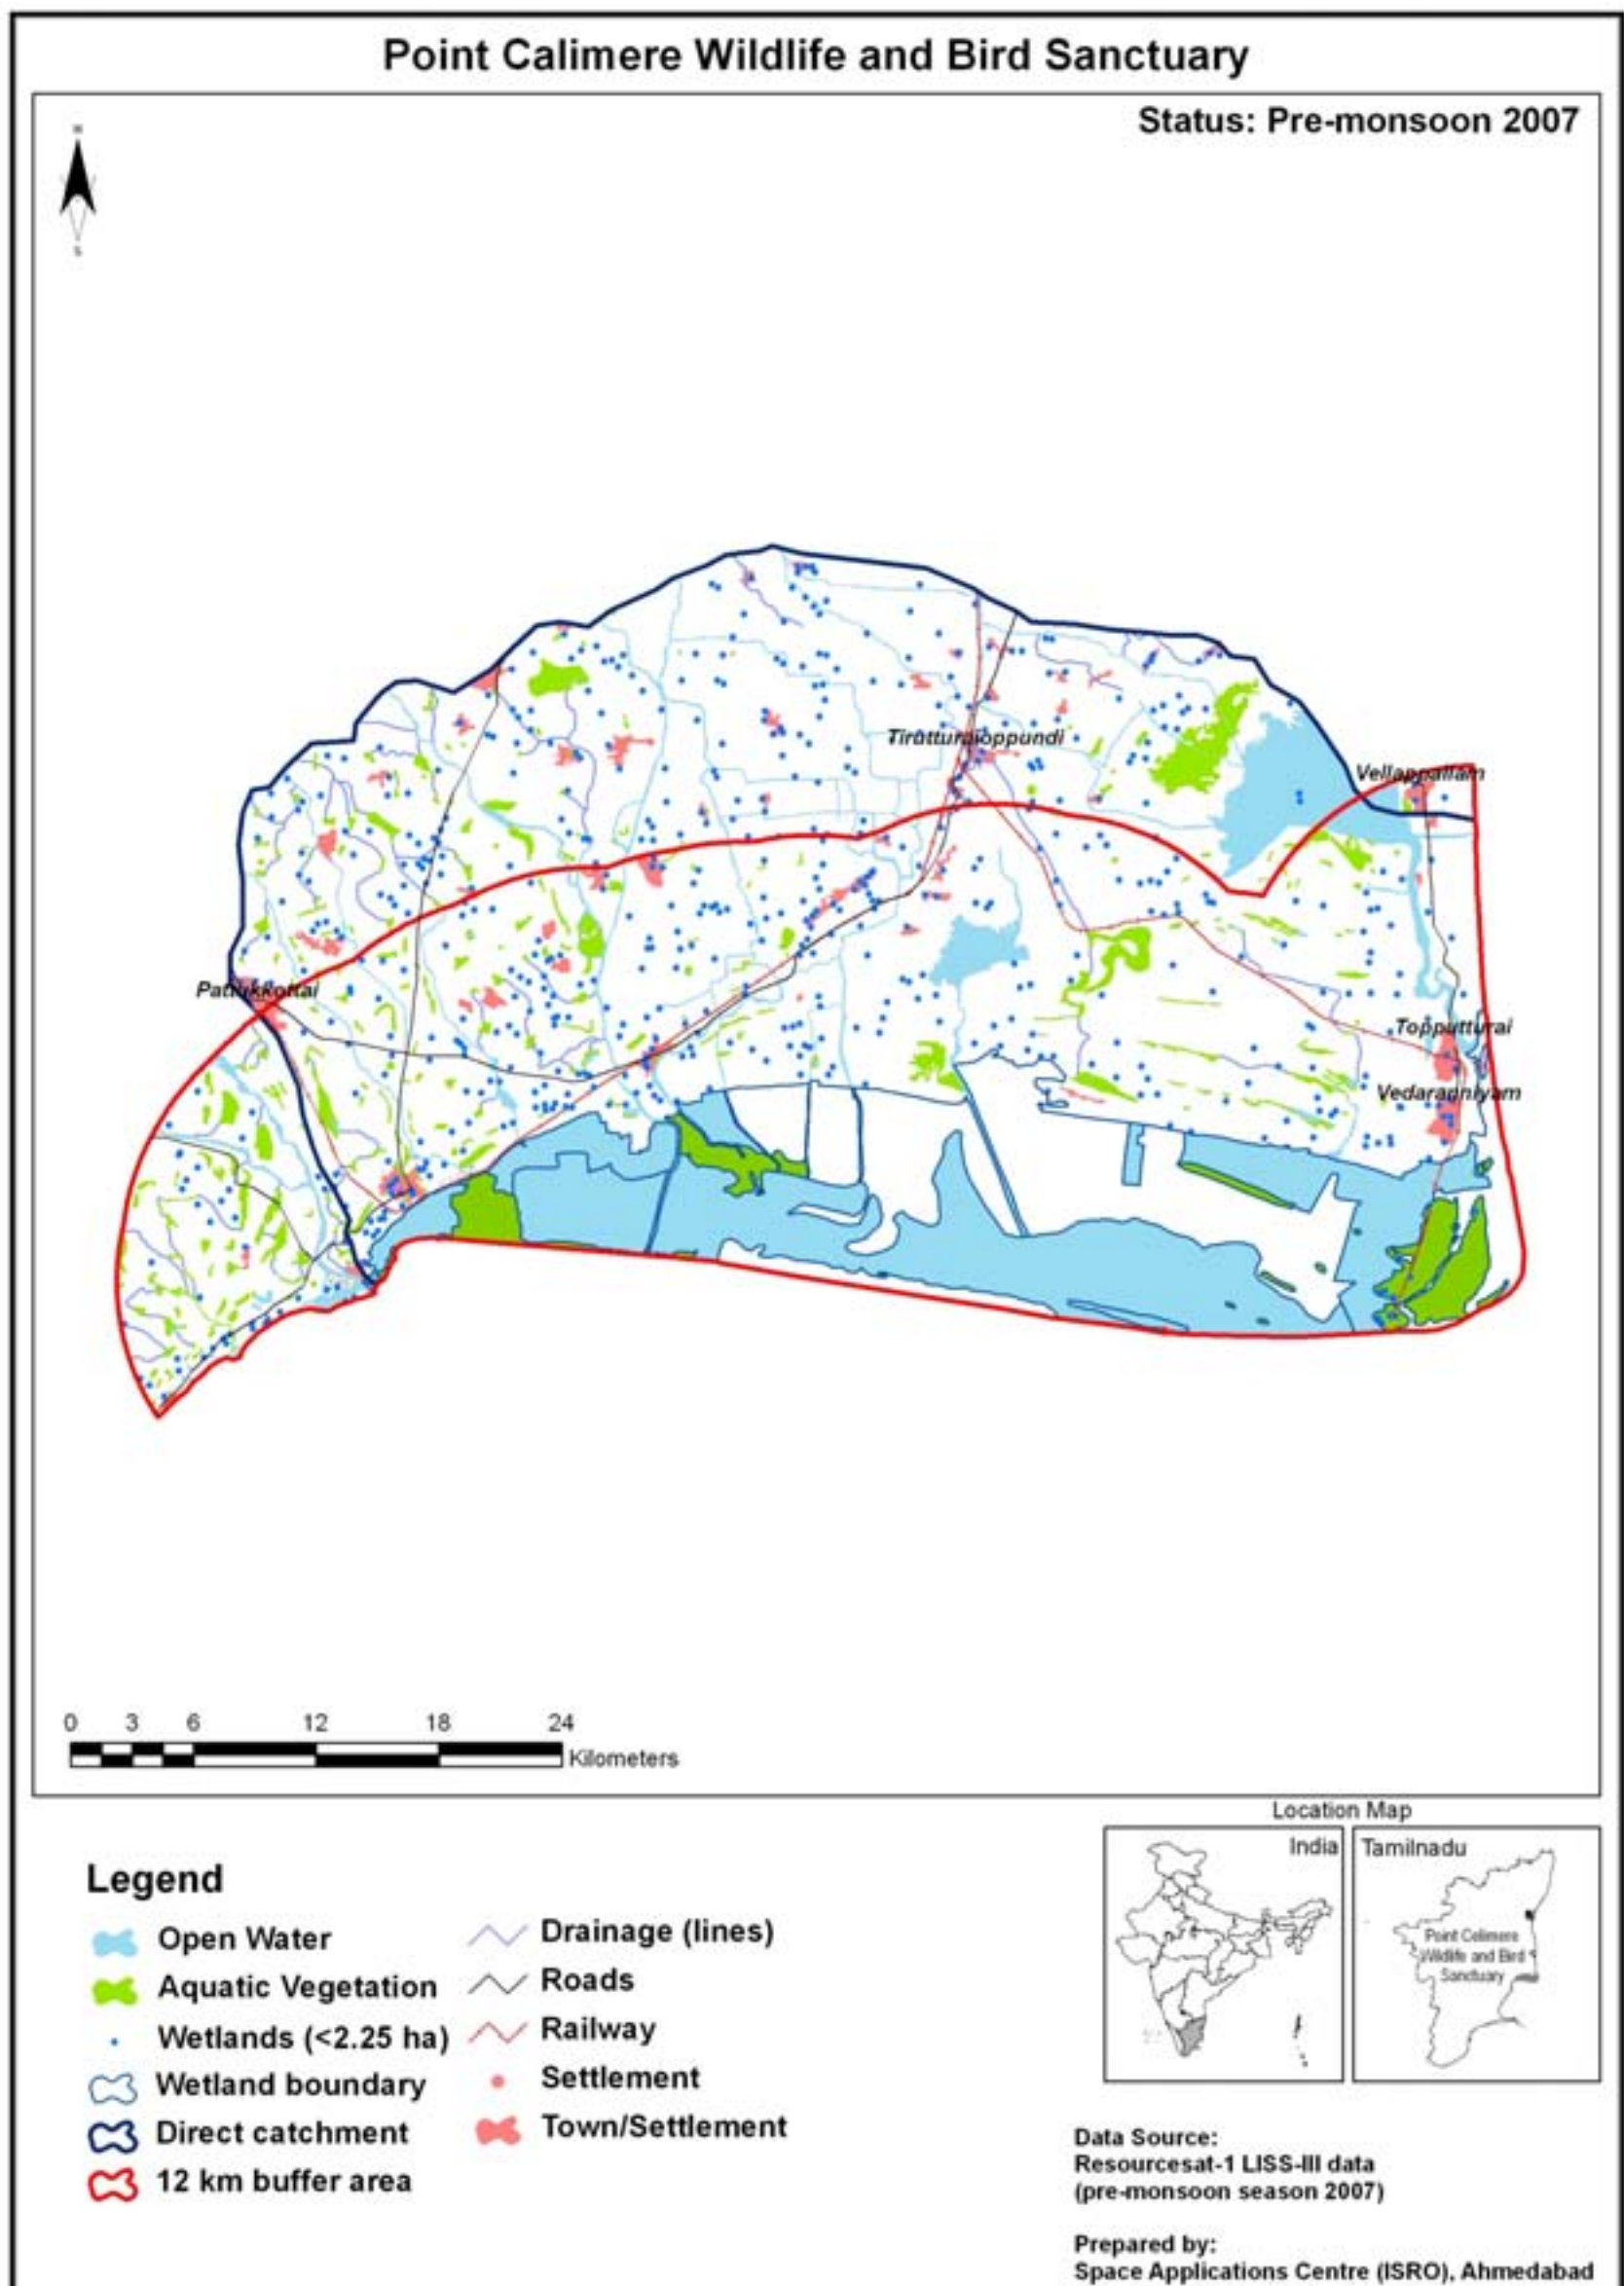 Point Calimere Wildlife and Bird Sanctuary
Status: Pre-monsoon 2007
N
S
Tiratturaioppundi
Vellappallam
Pattukkottai
Topputturai
Vedaranniyam
0 3 6 12 18 24
Kilometers
Location Map
India
Tamilnadu
Point Celimere
Wildlife and Bird
Sanctuary
Legend
Open Water
Aquatic Vegetation
Wetlands (<2.25 ha)
Wetland boundary
Direct catchment
12 km buffer area
Drainage (lines)
Roads
Railway
Settlement
Town/Settlement
Data Source:
Resourcesat-1 LISS-III data
(pre-monsoon season 2007)
Prepared by:
Space Applications Centre (ISRO), Ahmedabad